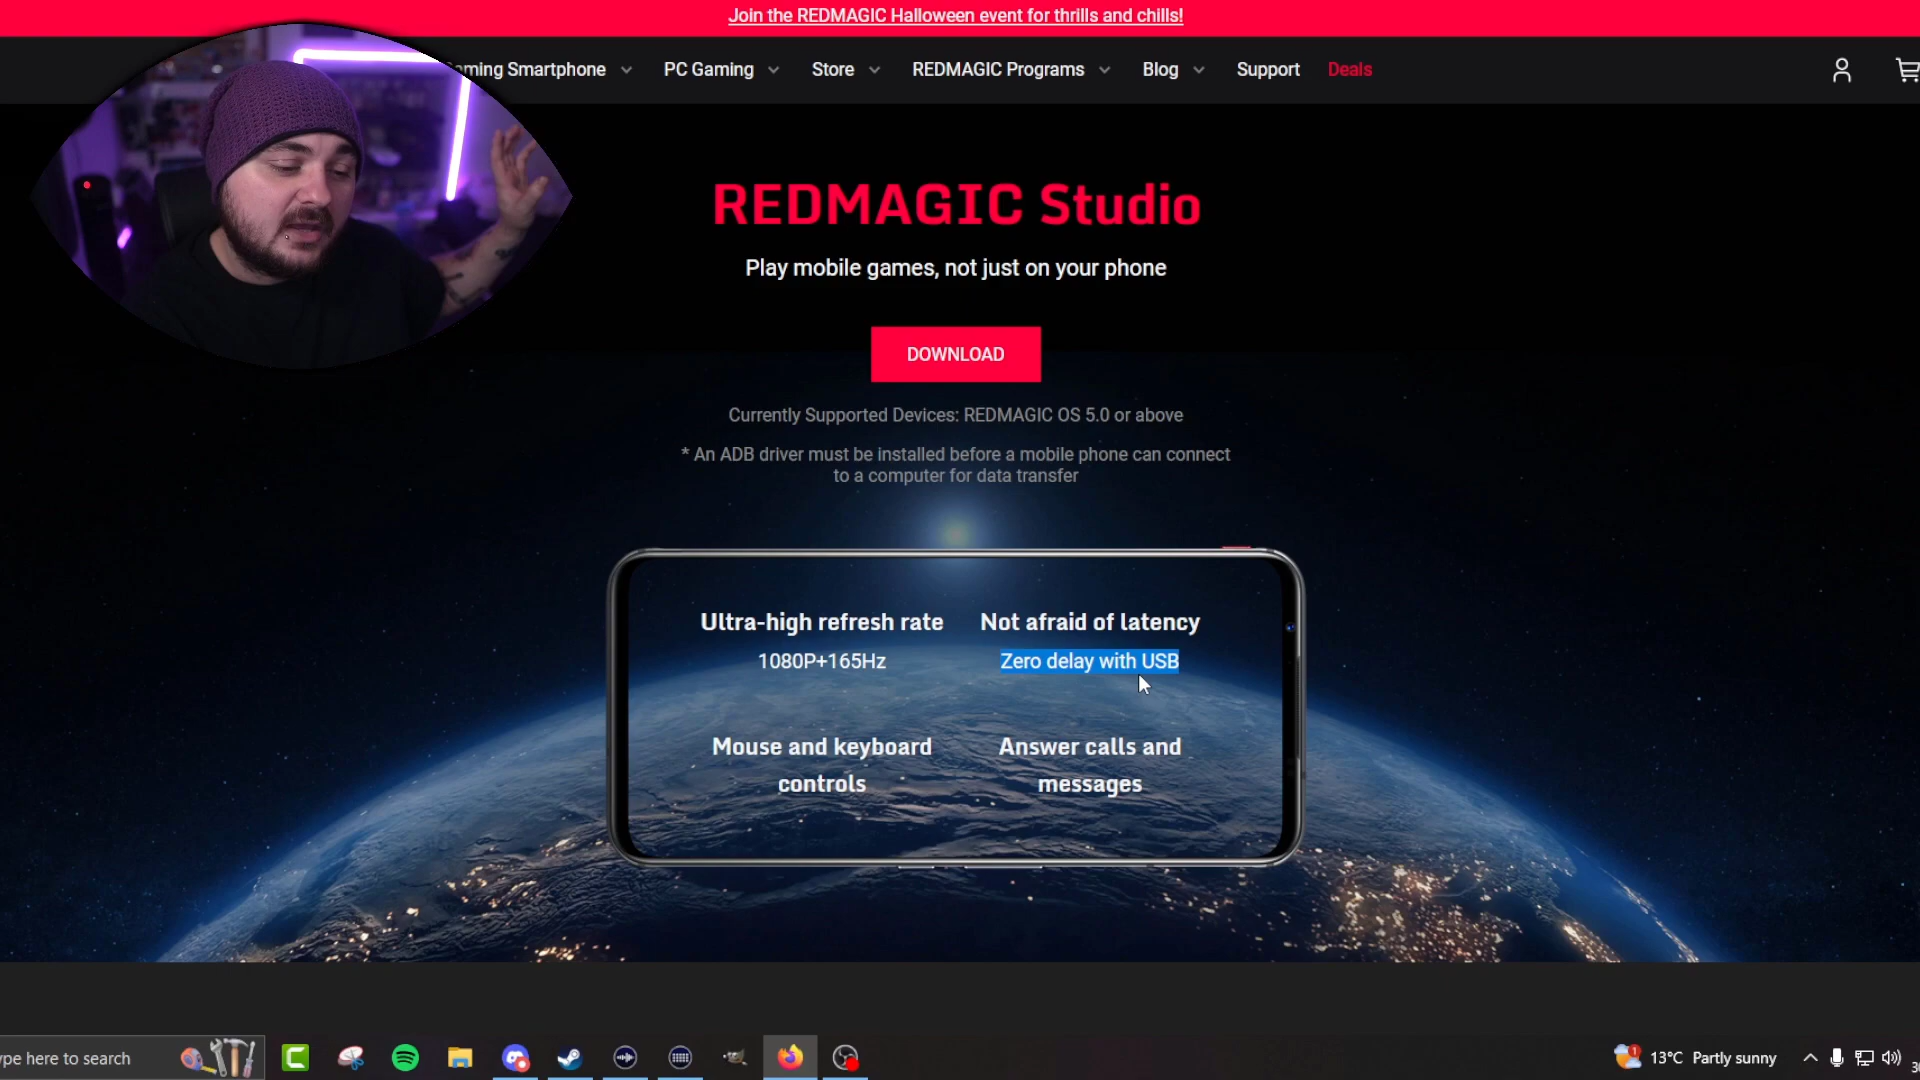 Join the REDMAGIC Halloween event for thrills and chills!
Gaming Smartphone
PC Gaming
Store
REDMAGIC Programs
Blog
Support
Deals
REDMAGIC Studio
Play mobile games, not just on your phone
DOWNLOAD
Currently Supported Devices: REDMAGIC OS 5.0 or above
* An ADB driver must be installed before a mobile phone can connect
to a computer for data transfer
Ultra-high refresh rate
Not afraid of latency
1080P+165Hz
Zero delay with USB
Mouse and keyboard
controls
Answer calls and
messages
ype here to search
1
13°C Partly sunny